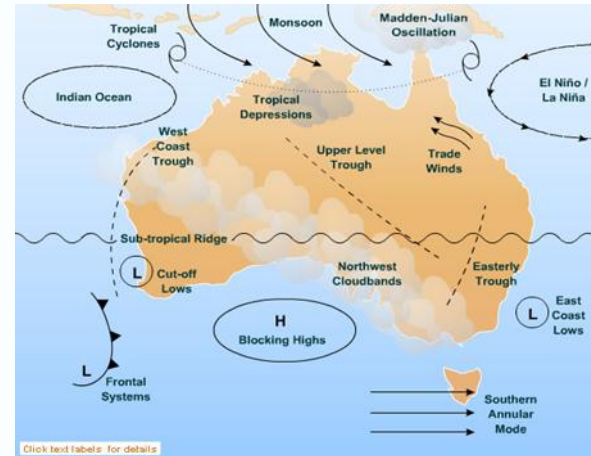 Tropical
Cyclones
Monsoon
Madden-Julian
Oscillation
Indian Ocean
El Niño /
La Niña
Tropical
Depressions
West
Coast
Trough
Upper Level
Trough
Trade
Winds
Sub-tropical Ridge
L
Cut-off
Lows
Northwest
Cloudbands
Easterly
Trough
H
Blocking Highs
L
East
Coast
Lows
L
Frontal
Systems
Southern
Annular
Mode
Click text labels for details